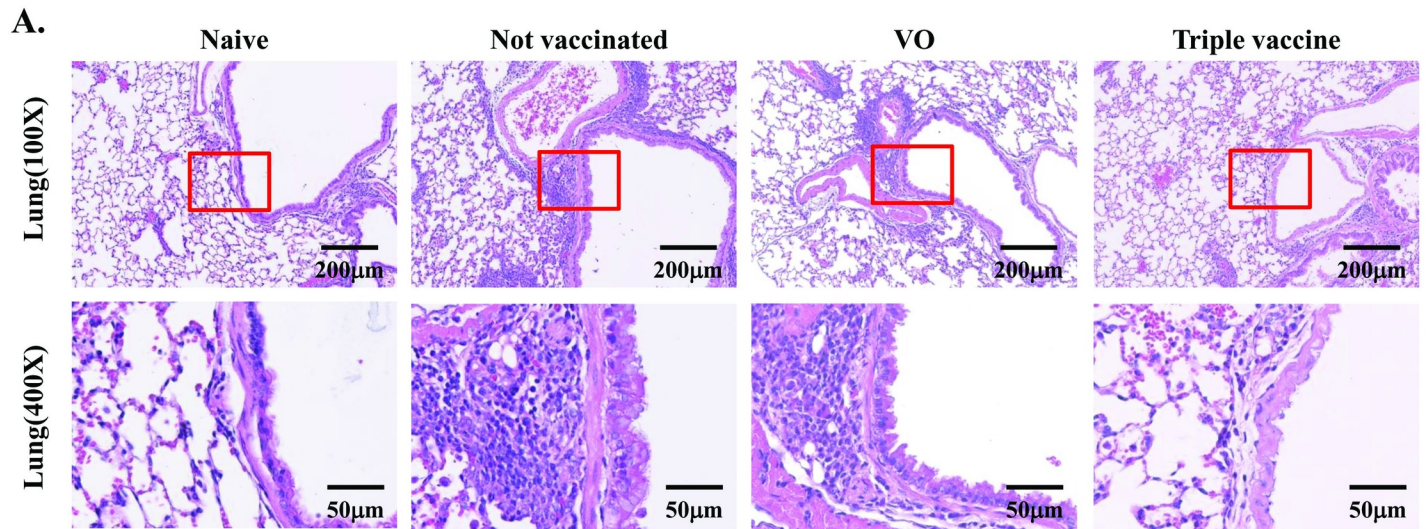 A.
Naive Not vaccinated VO Triple vaccine
Lung(100X)
200μm 200μm 200μm 200μm
Lung(400X)
50μm 50μm 50μm 50μm